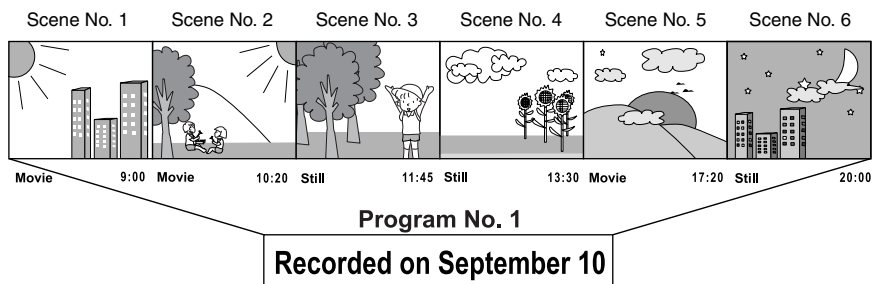 Scene No. 1 Scene No. 2 Scene No. 3 Scene No. 4 Scene No. 5 Scene No. 6
Movie 9:00 Movie 10:20 Still 11:45 Still 13:30 Movie 17:20 Still 20:00
Program No. 1
Recorded on September 10